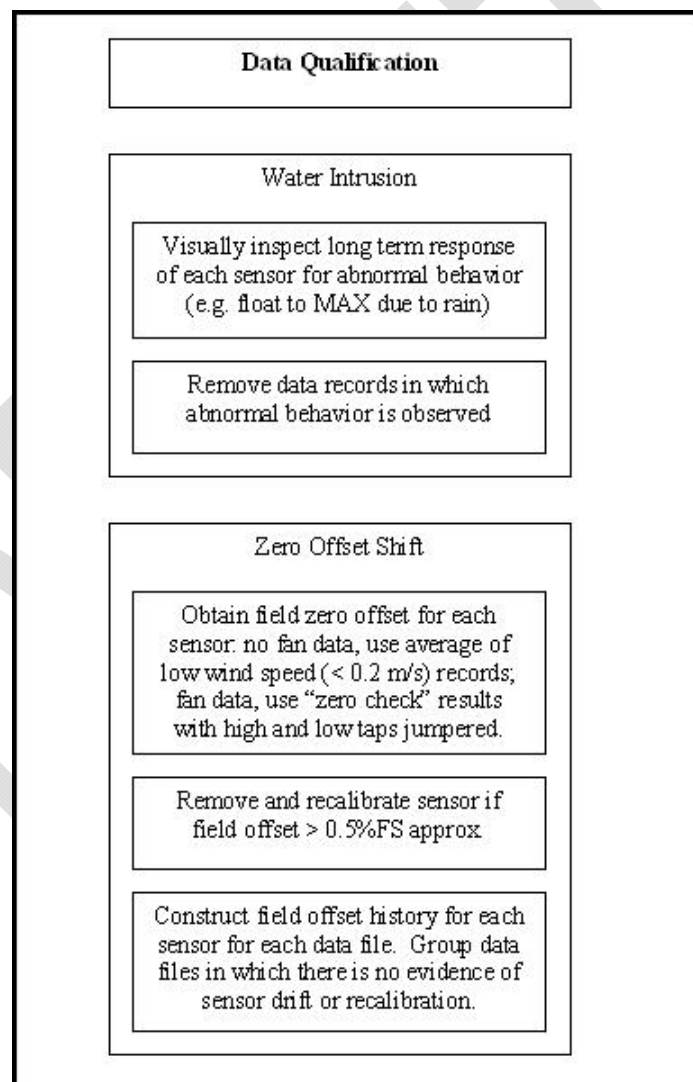 Data Qualification
Water Intrusion
Visually inspect long term response
of each sensor for abnormal behavior
(e.g. float to MAX due to rain)
Remove data records in which
abnormal behavior is observed
Zero Offset Shift
Obtain field zero offset for each
sensor: no fan data, use average of
low wind speed (< 0.2 m/s) records;
fan data, use “zero check” results
with high and low taps jumpered.
Remove and recalibrate sensor if
field offset > 0.5%FS approx
Construct field offset history for each
sensor for each data file.  Group data
files in which there is no evidence of
sensor drift or recalibration.